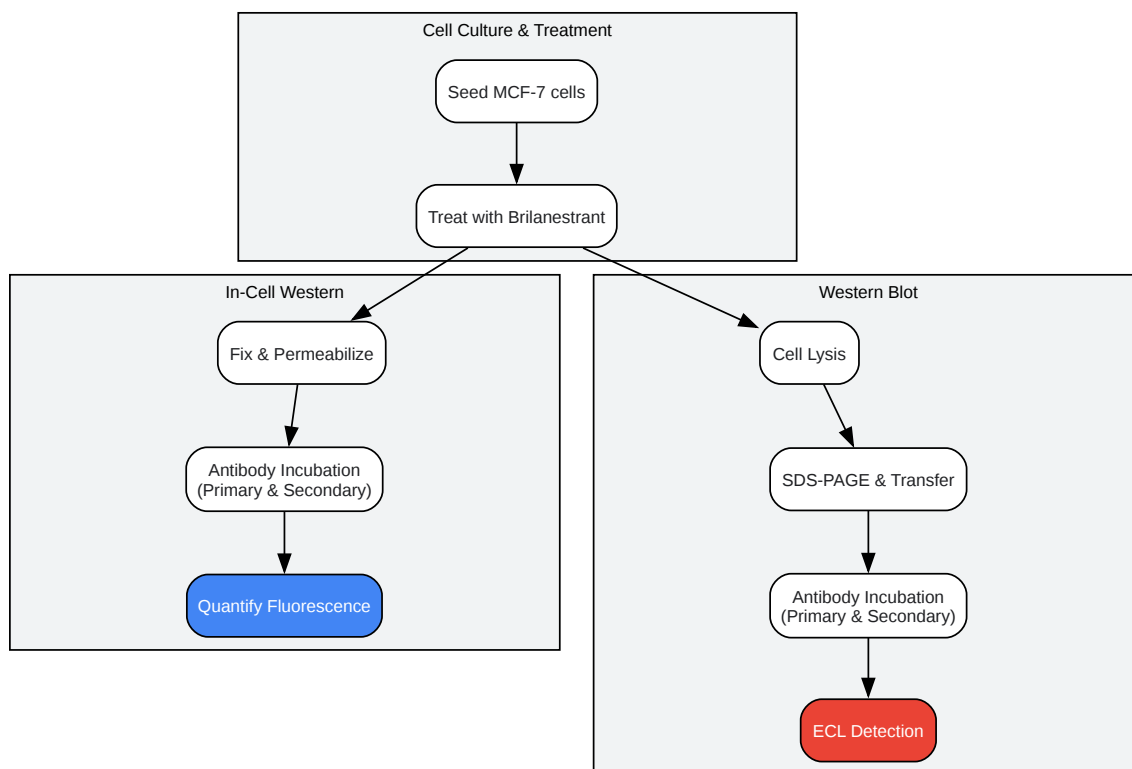 Cell Culture & Treatment
Seed MCF-7 cells
Treat with Brilanestrant
In-Cell Western
Fix & Permeabilize
Antibody Incubation
(Primary & Secondary)
Quantify Fluorescence
Western Blot
Cell Lysis
SDS-PAGE & Transfer
Antibody Incubation
(Primary & Secondary)
ECL Detection